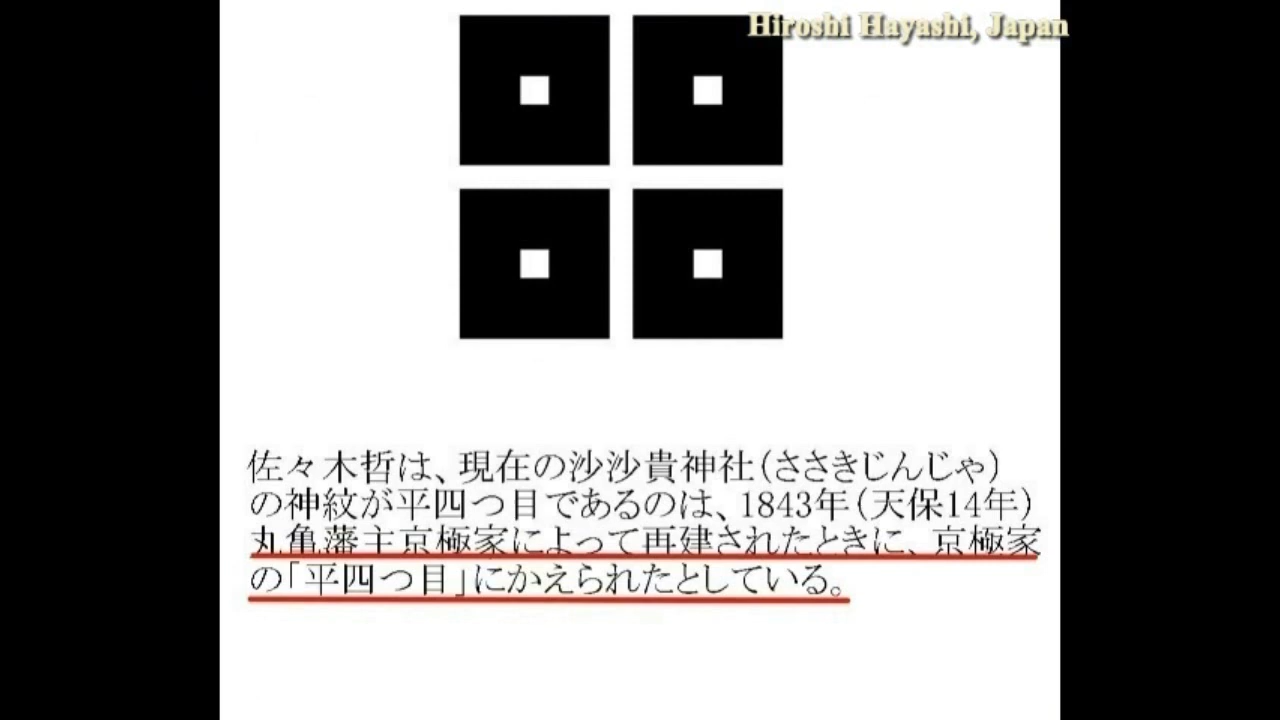 Hiroshi Hayashi, Japan
佐々木哲は、現在の沙沙貴神社(ささきじんじゃ)
の神紋が平四つ目であるのは、1843年(天保14年)
丸亀藩主京極家によって再建されたときに、京極家
の「平四つ目」にかえられたとしている。